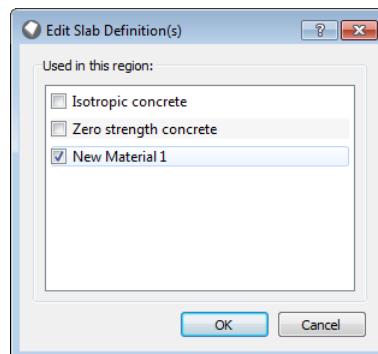 Edit Slab Definition(s)
Used in this region:
Isotropic concrete
Zero strength concrete
New Material 1
OK Cancel